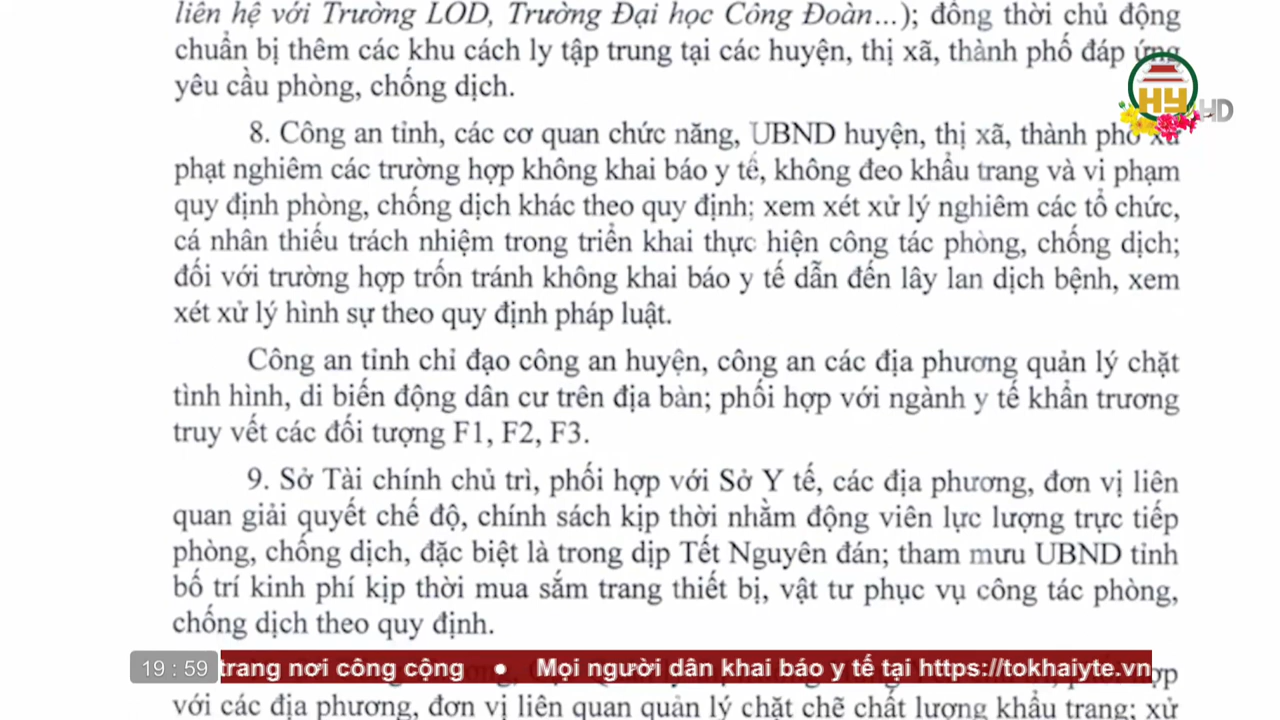 liên hệ với Trường LOD, Trường Đại học Công Đoàn...); đồng thời chủ động
chuẩn bị thêm các khu cách ly tập trung tại các huyện, thị xã, thành phố đáp ứng
yêu cầu phòng, chống dịch.
HY HD
8. Công an tỉnh, các cơ quan chức năng, UBND huyện, thị xã, thành phố xử
phạt nghiêm các trường hợp không khai báo y tế, không đeo khẩu trang và vi phạm
quy định phòng, chống dịch khác theo quy định; xem xét xử lý nghiêm các tổ chức,
cá nhân thiếu trách nhiệm trong triển khai thực hiện công tác phòng, chống dịch;
đối với trường hợp trốn tránh không khai báo y tế dẫn đến lây lan dịch bệnh, xem
xét xử lý hình sự theo quy định pháp luật.
Công an tỉnh chỉ đạo công an huyện, công an các địa phương quản lý chặt
tình hình, di biến động dân cư trên địa bàn; phối hợp với ngành y tế khẩn trương
truy vết các đối tượng F1, F2, F3.
9. Sở Tài chính chủ trì, phối hợp với Sở Y tế, các địa phương, đơn vị liên
quan giải quyết chế độ, chính sách kịp thời nhằm động viên lực lượng trực tiếp
phòng, chống dịch, đặc biệt là trong dịp Tết Nguyên đán; tham mưu UBND tỉnh
bố trí kinh phí kịp thời mua sắm trang thiết bị, vật tư phục vụ công tác phòng,
chống dịch theo quy định.
19 : 59 trang nơi công cộng • Mọi người dân khai báo y tế tại https://tokhaiyte.vn
với các địa phương, đơn vị liên quan quản lý chặt chẽ chất lượng khẩu trang; xử